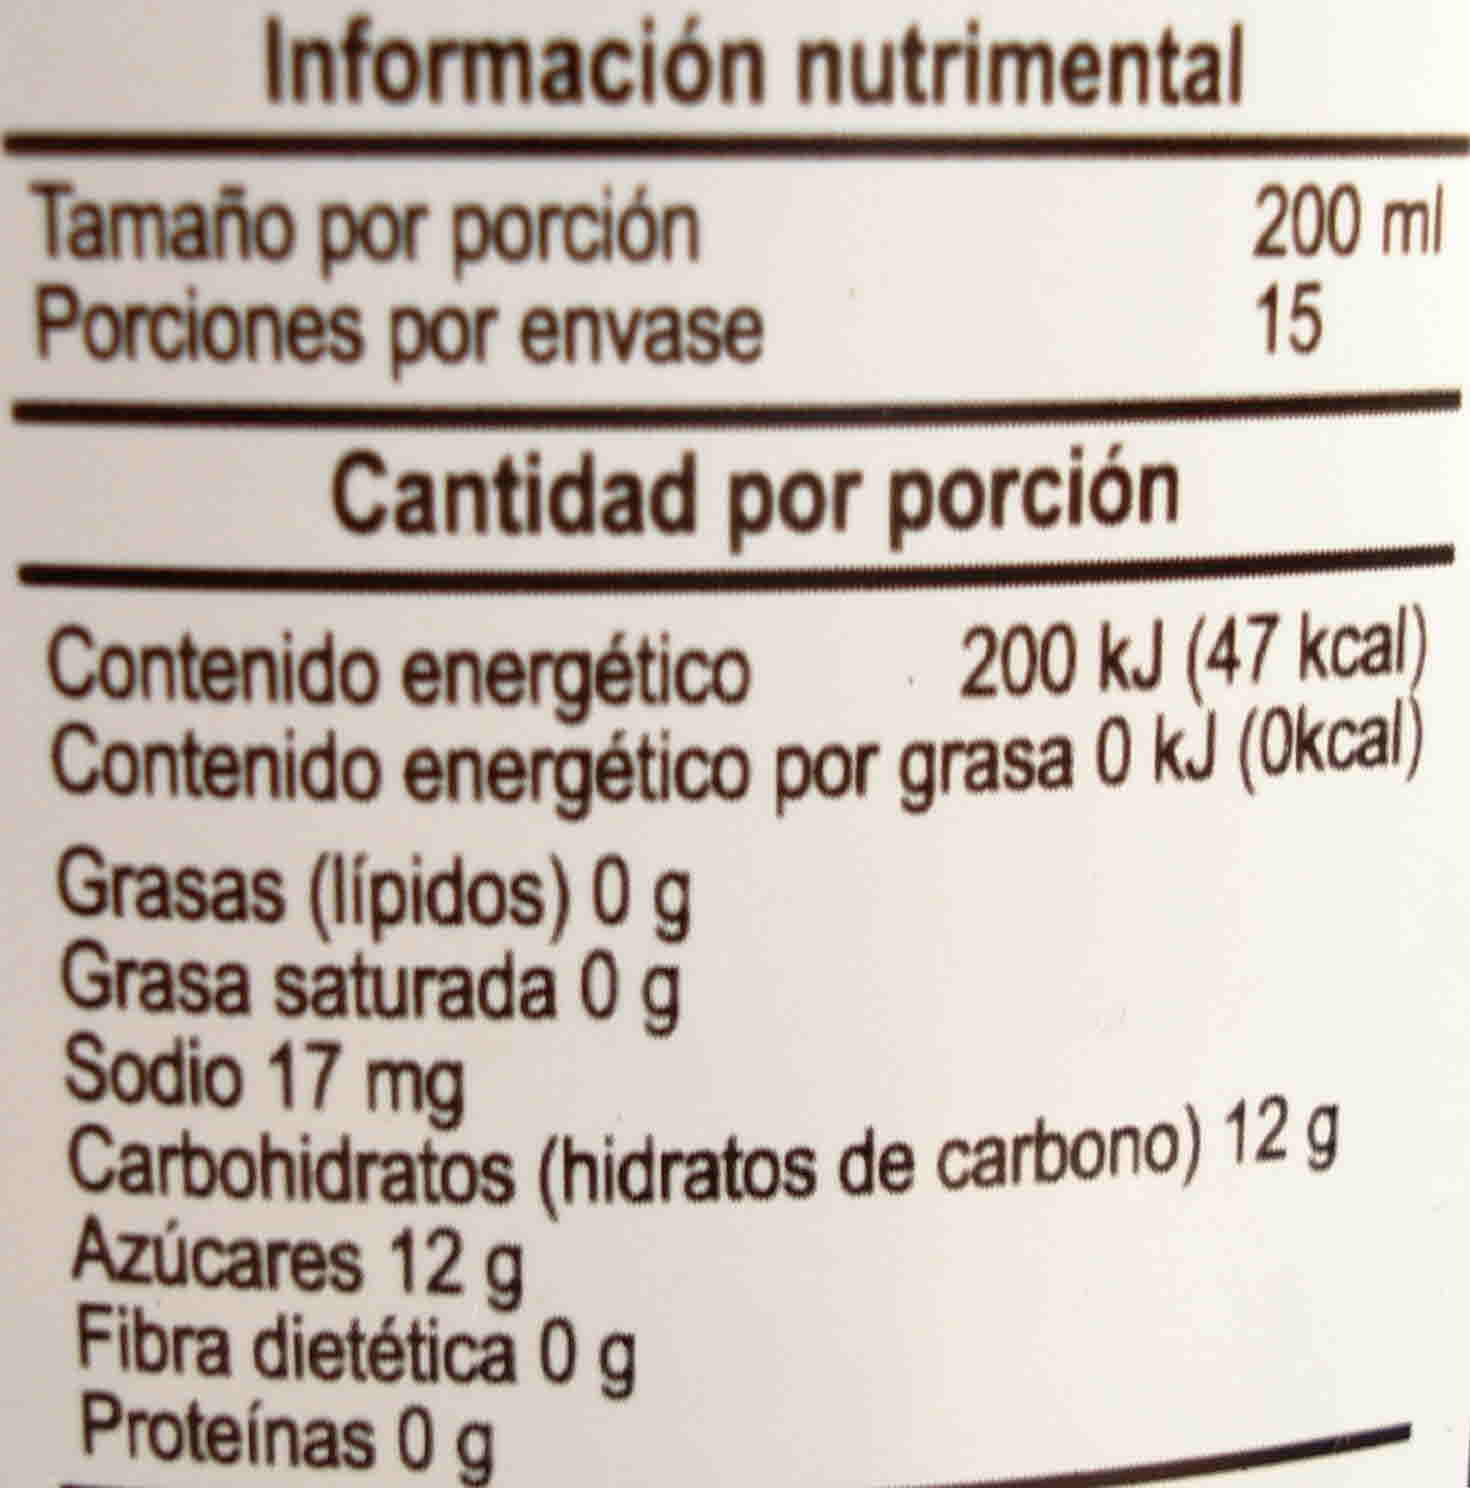 Información nutrimental
Tamaño por porción 200 ml
Porciones por envase 15
Cantidad por porción
Contenido energético 200 kJ (47 kcal)
Contenido energético por grasa 0 kJ (0kcal)
Grasas (lípidos) 0 g
Grasa saturada 0 g
Sodio 17 mg
Carbohidratos (hidratos de carbono) 12 g
Azúcares 12 g
Fibra dietética 0 g
Proteínas 0 g